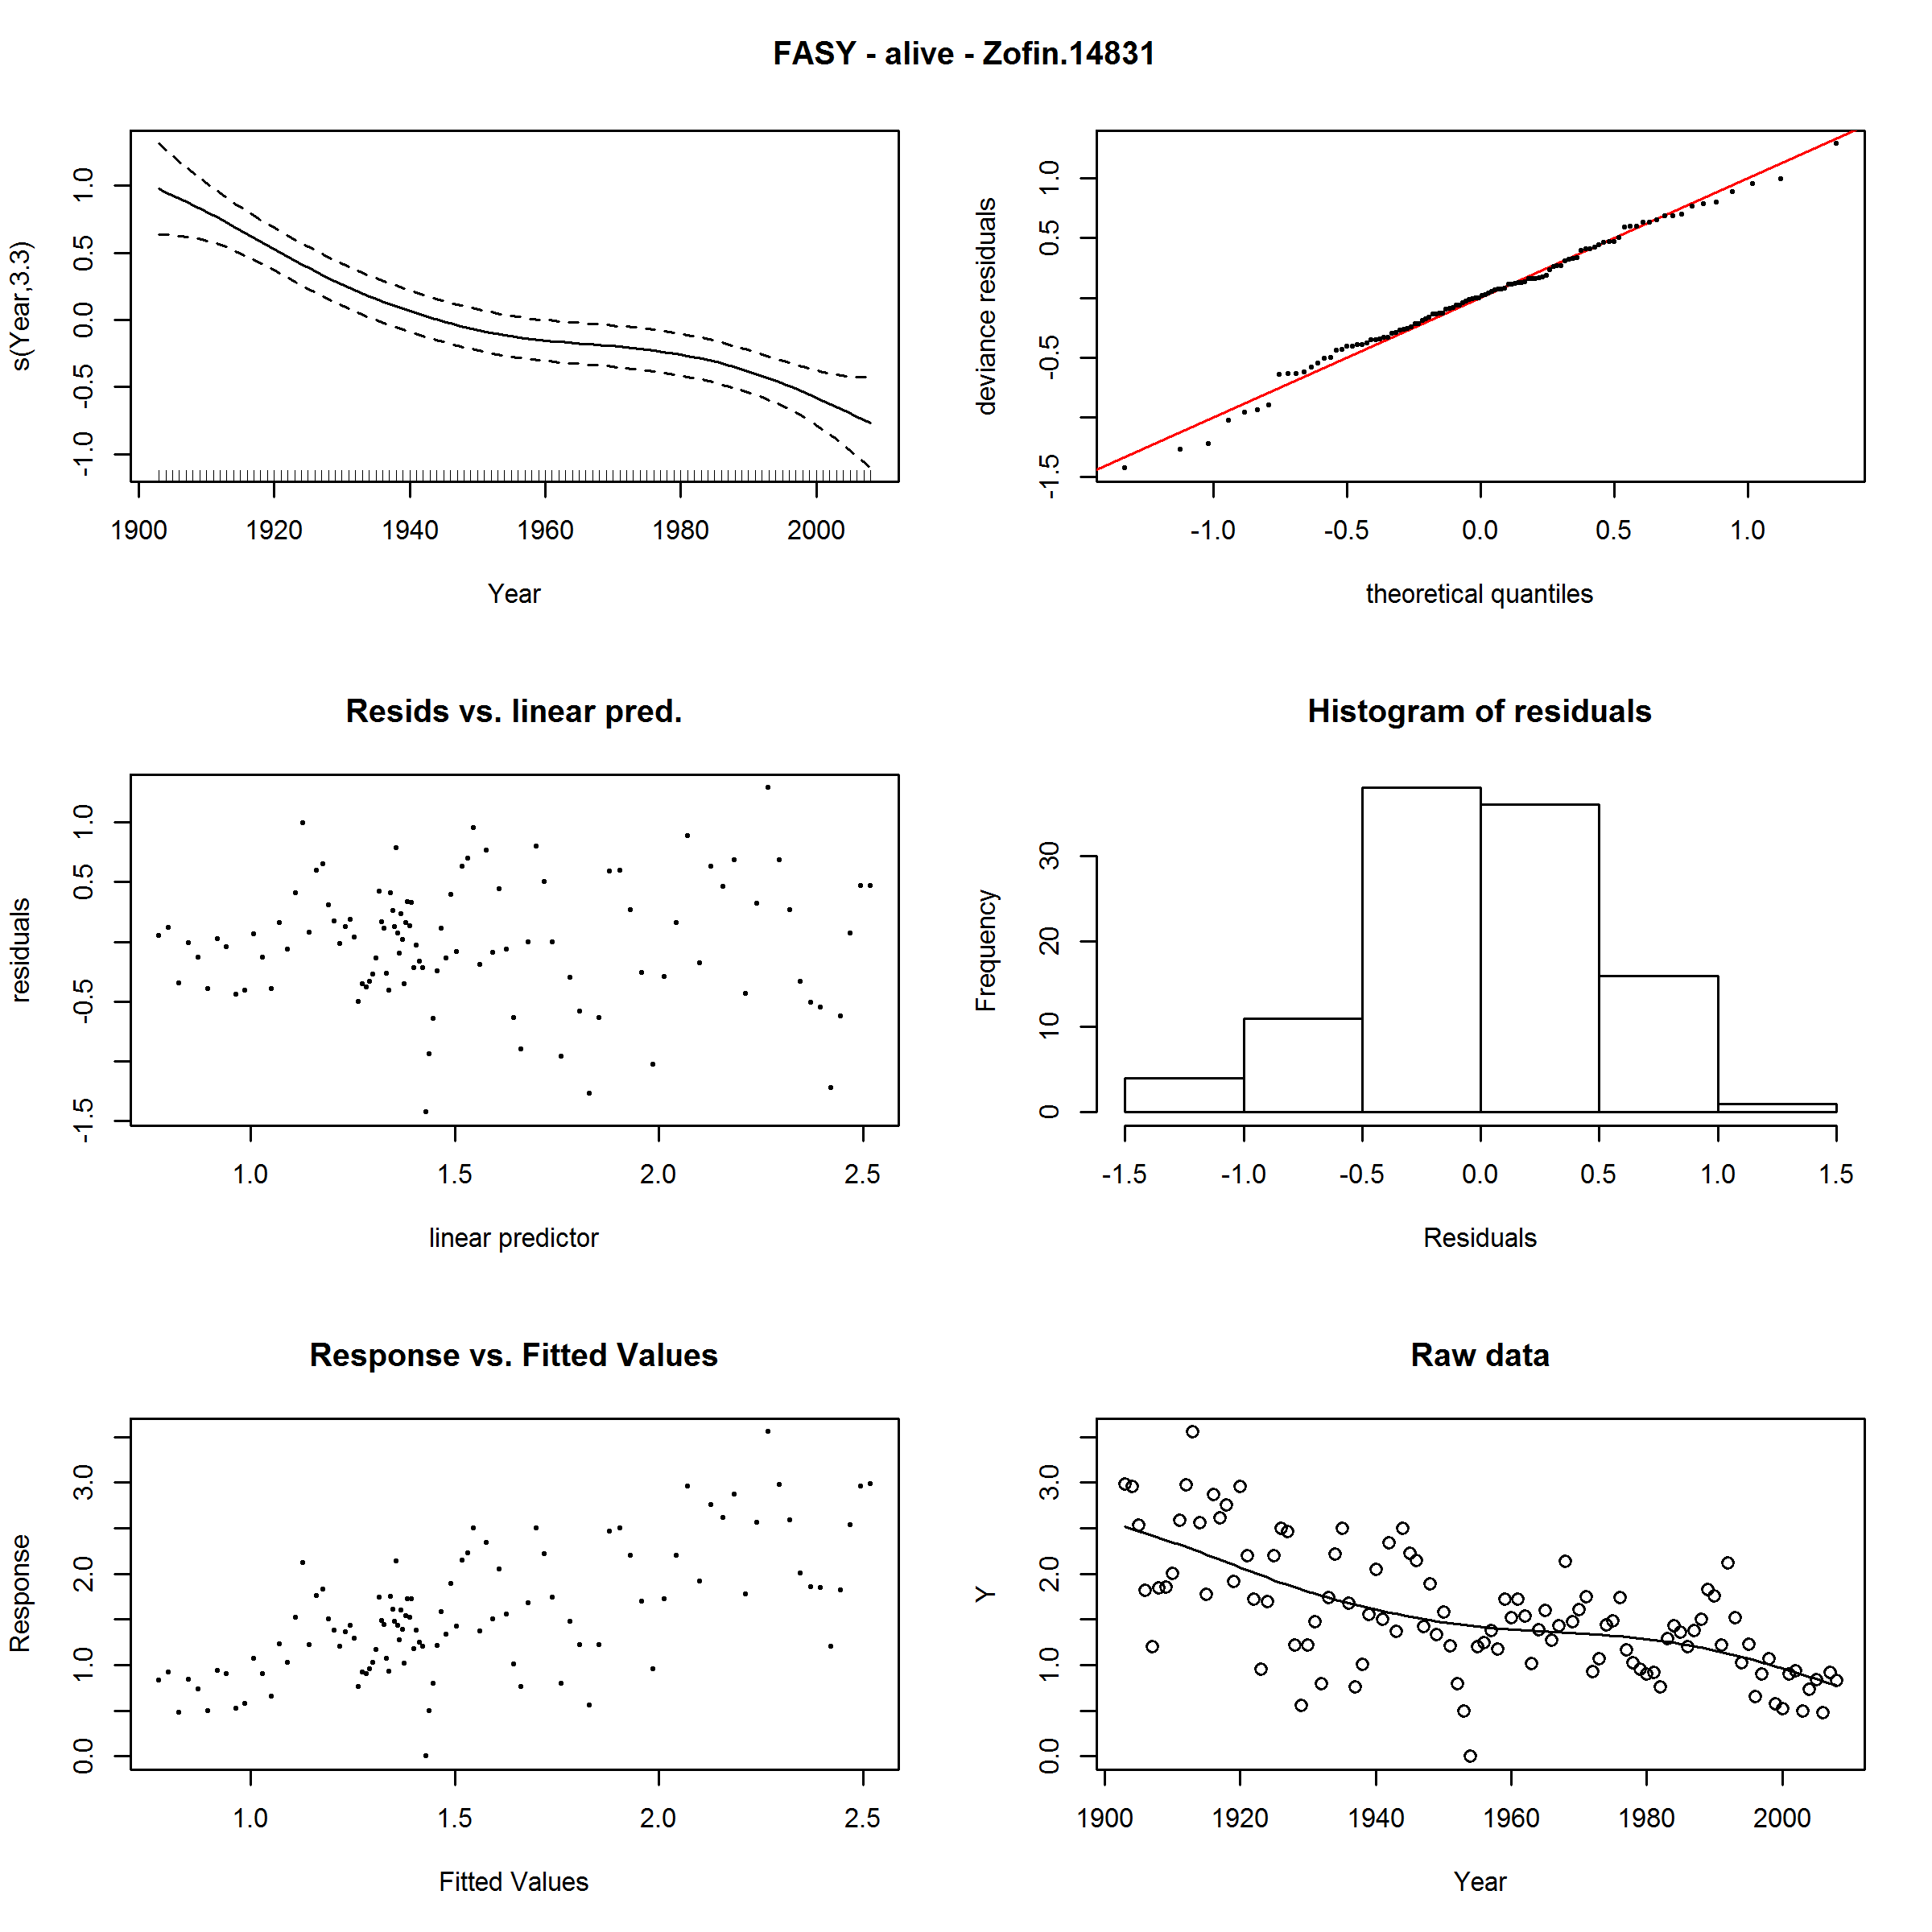 FASY - alive - Zofin.14831
s(Year,3.3)
1.0
0.5
0.0
-0.5
-1.0
1900 1920 1940 1960 1980 2000
Year
deviance residuals
1.0
0.5
-0.5
-1.5
-1.0 -0.5 0.0 0.5 1.0
theoretical quantiles
Resids vs. linear pred.
residuals
1.0
0.5
-0.5
-1.5
1.0 1.5 2.0 2.5
linear predictor
Histogram of residuals
Frequency
30
20
10
0
-1.5 -1.0 -0.5 0.0 0.5 1.0 1.5
Residuals
Response vs. Fitted Values
Response
3.0
2.0
1.0
0.0
1.0 1.5 2.0 2.5
Fitted Values
Raw data
Y
3.0
2.0
1.0
0.0
1900 1920 1940 1960 1980 2000
Year